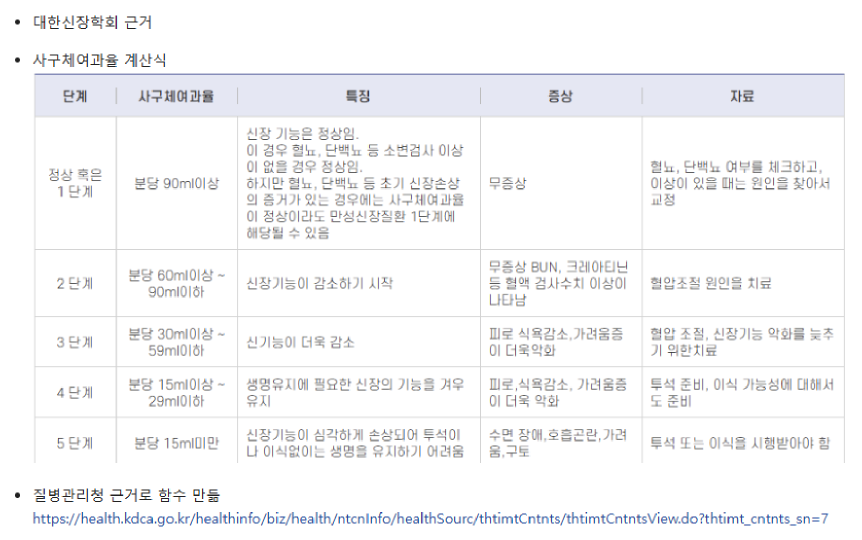 대한신장학회 근거
사구체여과율 계산식
단계 사구체여과율 특징 증상 자료
정상 혹은
1 단계
분당 90ml이상
신장 기능은 정상임.
이 경우 혈뇨, 단백뇨 등 소변검사 이상
이 없을 경우 정상임.
하지만 혈뇨, 단백뇨 등 초기 신장손상
의 증거가 있는 경우에는 사구체여과율
이 정상이라도 만성신장질환 1단계에
해당될 수 있음
무증상
혈뇨, 단백뇨 여부를 체크하고,
이상이 있을 때는 원인을 찾아서
교정
2 단계
분당 60ml이상 ~
90ml이하
신장기능이 감소하기 시작
무증상 BUN, 크레아티닌
등 혈액 검사수치 이상이
나타남
혈압조절 원인을 치료
3 단계
분당 30ml이상 ~
59ml이하
신기능이 더욱 감소
피로 식욕감소,가려움증
이 더욱악화
혈압 조절, 신장기능 악화를 늦추
기 위한치료
4 단계
분당 15ml이상 ~
29ml이하
생명유지에 필요한 신장의 기능을 겨우
유지
피로,식욕감소, 가려움증
이 더욱 악화
투석 준비, 이식 가능성에 대해서
도 준비
5 단계
분당 15ml미만
신장기능이 심각하게 손상되어 투석이
나 이식없이는 생명을 유지하기 어려움
수면 장애,호흡곤란,가려
움,구토
투석 또는 이식을 시행받아야 함
질병관리청 근거로 함수 만듦
https://health.kdca.go.kr/healthinfo/biz/health/ntcnInfo/healthSourc/thtimtCntnts/thtimtCntntsView.do?thtimt_cntnts_sn=7